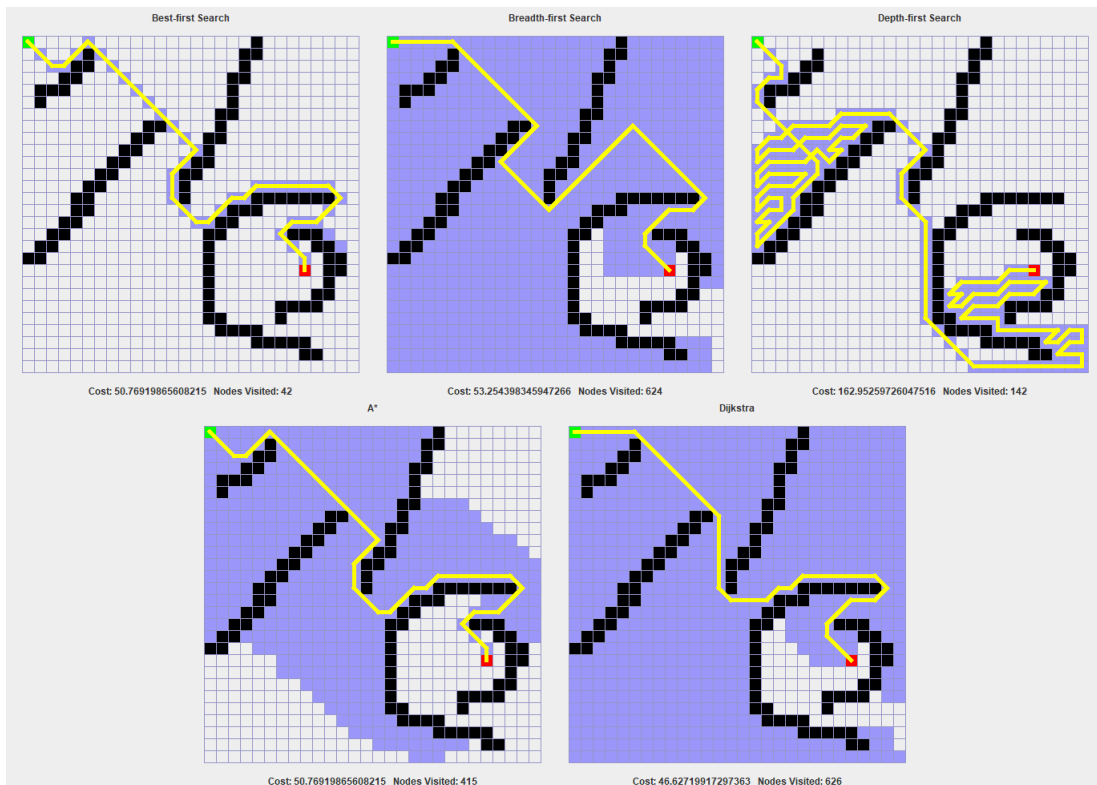 Best-first Search
Breadth-first Search
Depth-first Search
Cost: 50.76919865608215 Nodes Visited: 42
Cost: 53.254398345947266 Nodes Visited: 624
Cost: 162.95259726047516 Nodes Visited: 142
A*
Dijkstra
Cost: 50.76919865608215 Nodes Visited: 415
Cost: 46.62719917297363 Nodes Visited: 626